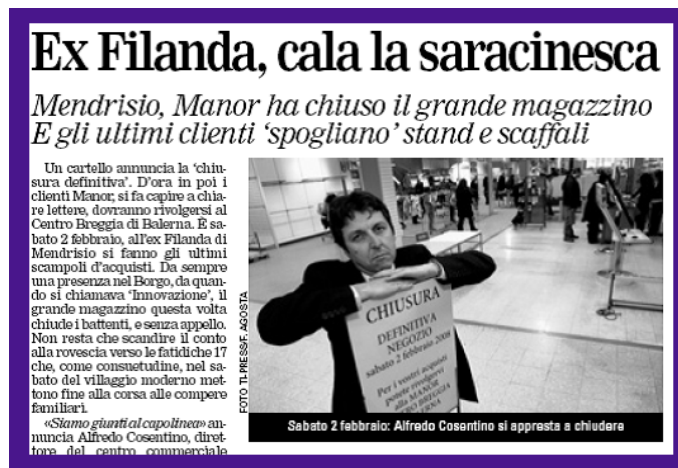 Ex Filanda, cala la saracinesca
Mendrisio, Manor ha chiuso il grande magazzino
E gli ultimi clienti ‘spogliano’ stand e scaffali
Un cartello annuncia la ‘chiu-
sura definitiva’. D’ora in poi i
clienti Manor, si fa capire a chia-
re lettere, dovranno rivolgersi al
Centro Breggia di Balerna. È sa-
bato 2 febbraio, all’ex Filanda di
Mendrisio si fanno gli ultimi
scampoli d’acquisti. Da sempre
una presenza nel Borgo, da quan-
do si chiamava ‘Innovazione’, il
grande magazzino questa volta
chiude i battenti, e senza appello.
Non resta che scandire il conto
alla rovescia verso le fatidiche 17
che, come consuetudine, nel sa-
bato del villaggio moderno met-
tono fine alla corsa alle compere
familiari.
«Siamo giunti al capolinea» an-
nuncia Alfredo Cosentino, diret-
tore del centro commerciale
FOTO TI-PRESS/F. AGOSTA
CHIUSURA
DEFINITIVA
NEGOZIO
sabato 2 febbraio 2008
Per i vostri acquisti
potete rivolgervi
alla MANOR
BREGGIA
Sabato 2 febbraio: Alfredo Cosentino si appresta a chiudere